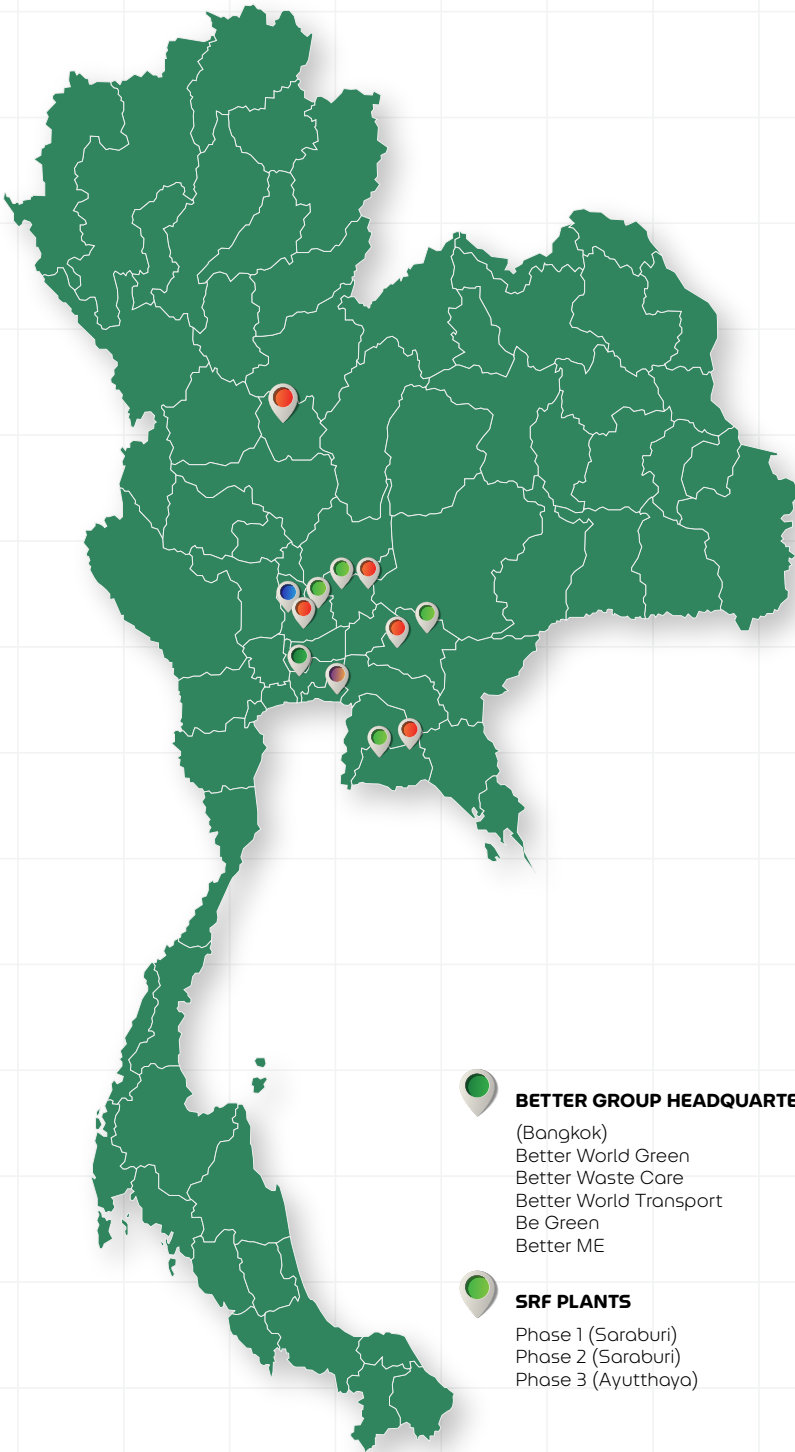 BETTER GROUP HEADQUARTE
(Bangkok)
Better World Green
Better Waste Care
Better World Transport
Be Green
Better ME
SRF PLANTS
Phase 1 (Saraburi)
Phase 2 (Saraburi)
Phase 3 (Ayutthaya)